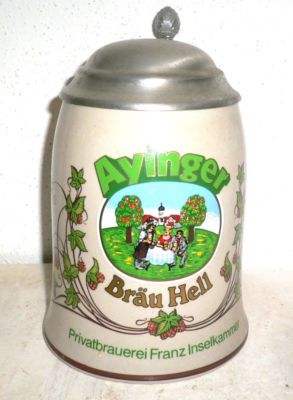 Ayinger
Bräu Hell
Privatbrauerei Franz Inselkammer